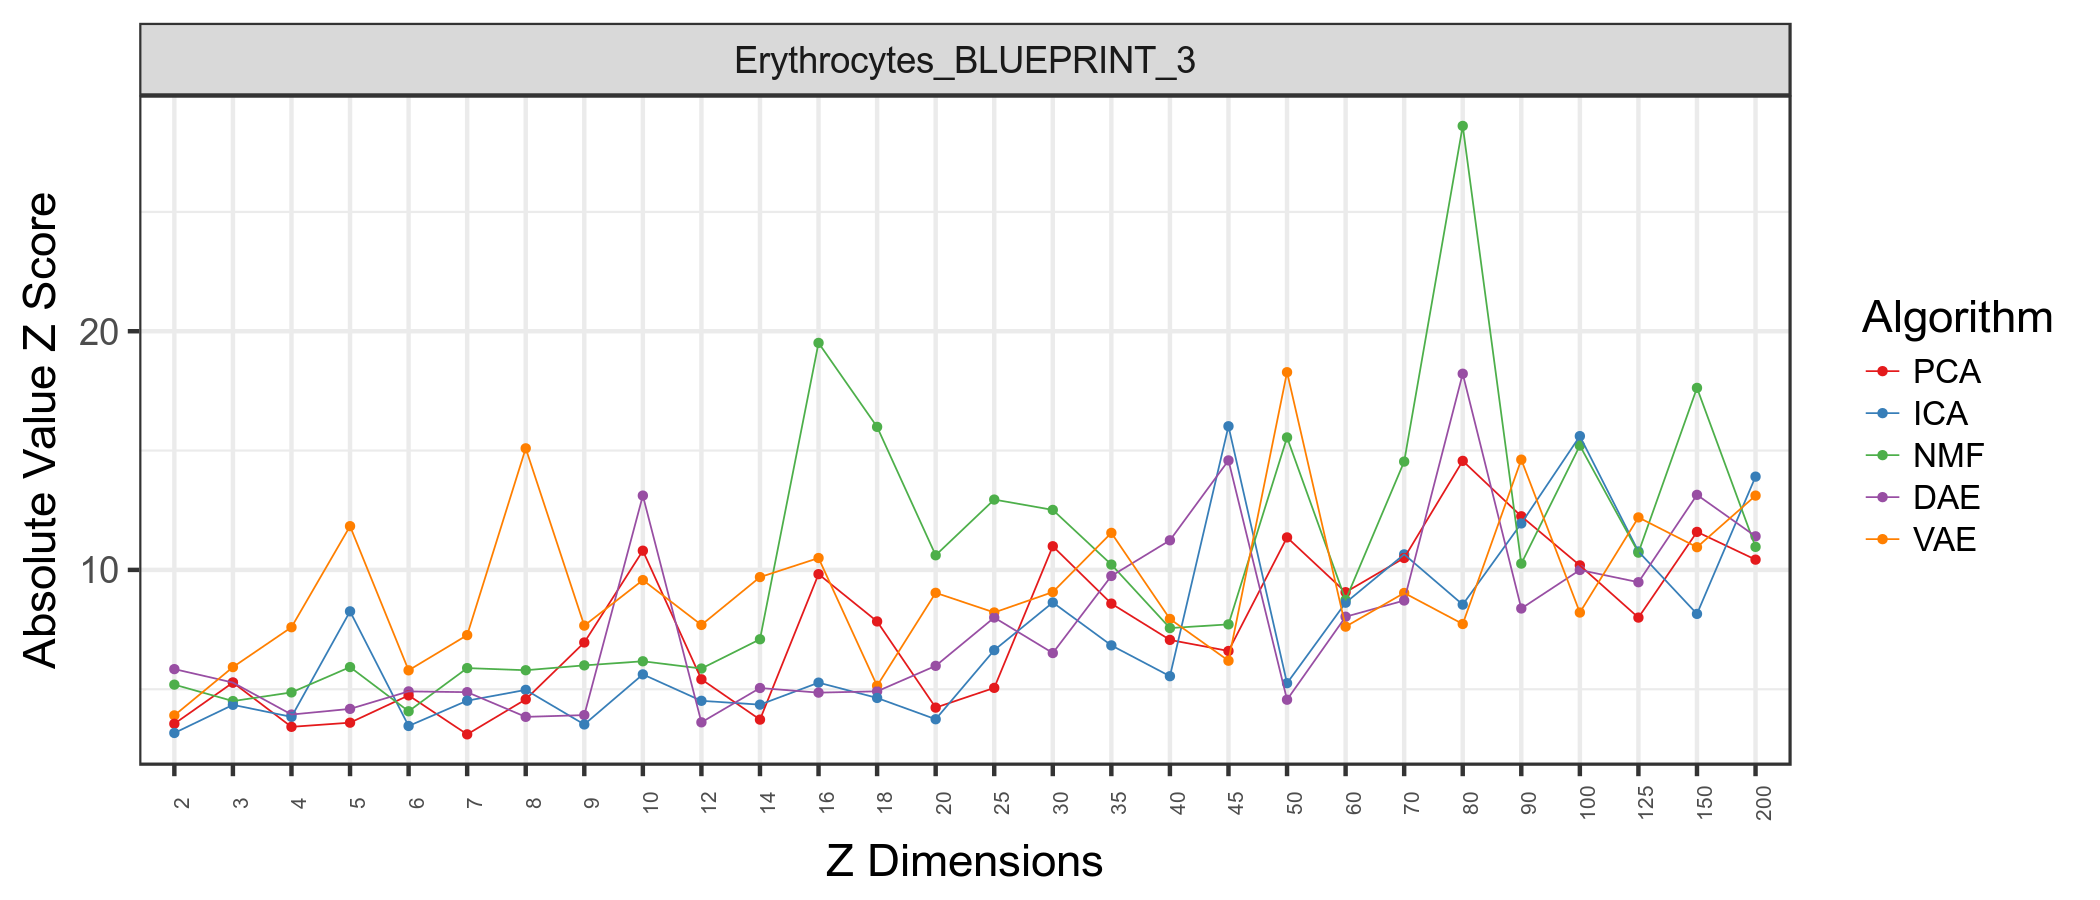 Erythrocytes_BLUEPRINT_3
Absolute Value Z Score
20
10
2 3 4 5 6 7 8 9 10 12 14 16 18 20 25 30 35 40 45 50 60 70 80 90 100 125 150 200
Z Dimensions
Algorithm
PCA
ICA
NMF
DAE
VAE